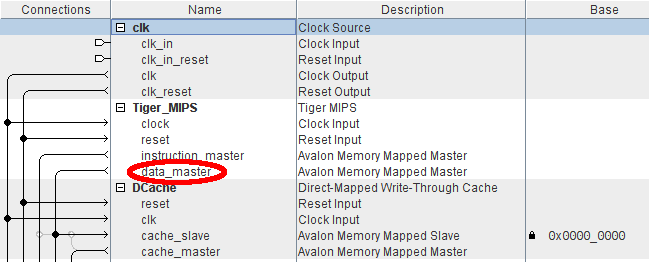 Connections Name Description Base
clk Clock Source
clk_in Clock Input
clk_in_reset Reset Input
clk Clock Output
clk_reset Reset Output
Tiger_MIPS Tiger MIPS
clock Clock Input
reset Reset Input
instruction_master Avalon Memory Mapped Master
data_master Avalon Memory Mapped Master
DCache Direct-Mapped Write-Through Cache
reset Reset Input
clk Clock Input
cache_slave Avalon Memory Mapped Slave 0x0000_0000
cache_master Avalon Memory Mapped Master